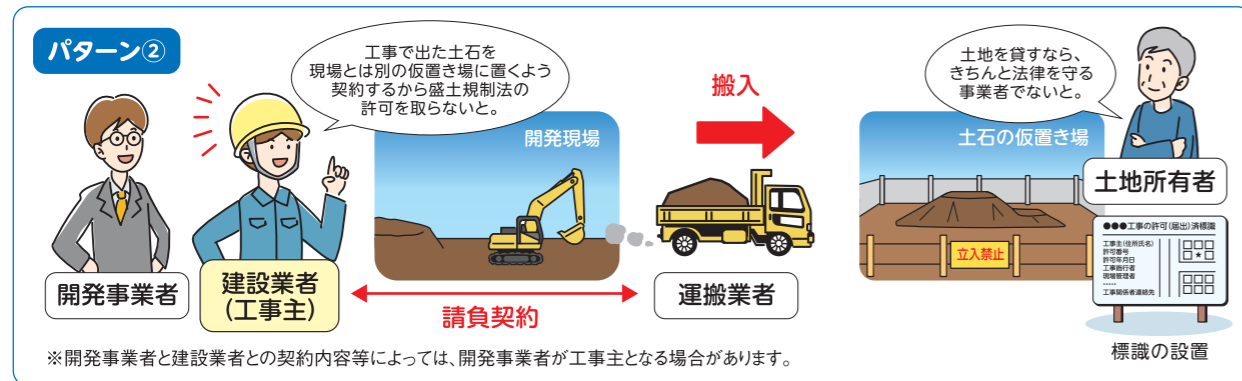 パターン②
工事で出た土石を
現場とは別の仮置き場に置くよう
契約するから盛土規制法の
許可を取らないと。
開発現場
搬入
土地を貸すなら、
きちんと法律を守る
事業者でないと。
土石の仮置き場
土地所有者
立入禁止
●●●工事の許可(届出)済標識
工事主(住所氏名)
許可番号
許可年月日
工事施行者
現場管理者
-----
工事関係者連絡先
開発事業者
建設業者
(工事主)
請負契約
運搬業者
標識の設置
※開発事業者と建設業者との契約内容等によっては、開発事業者が工事主となる場合があります。